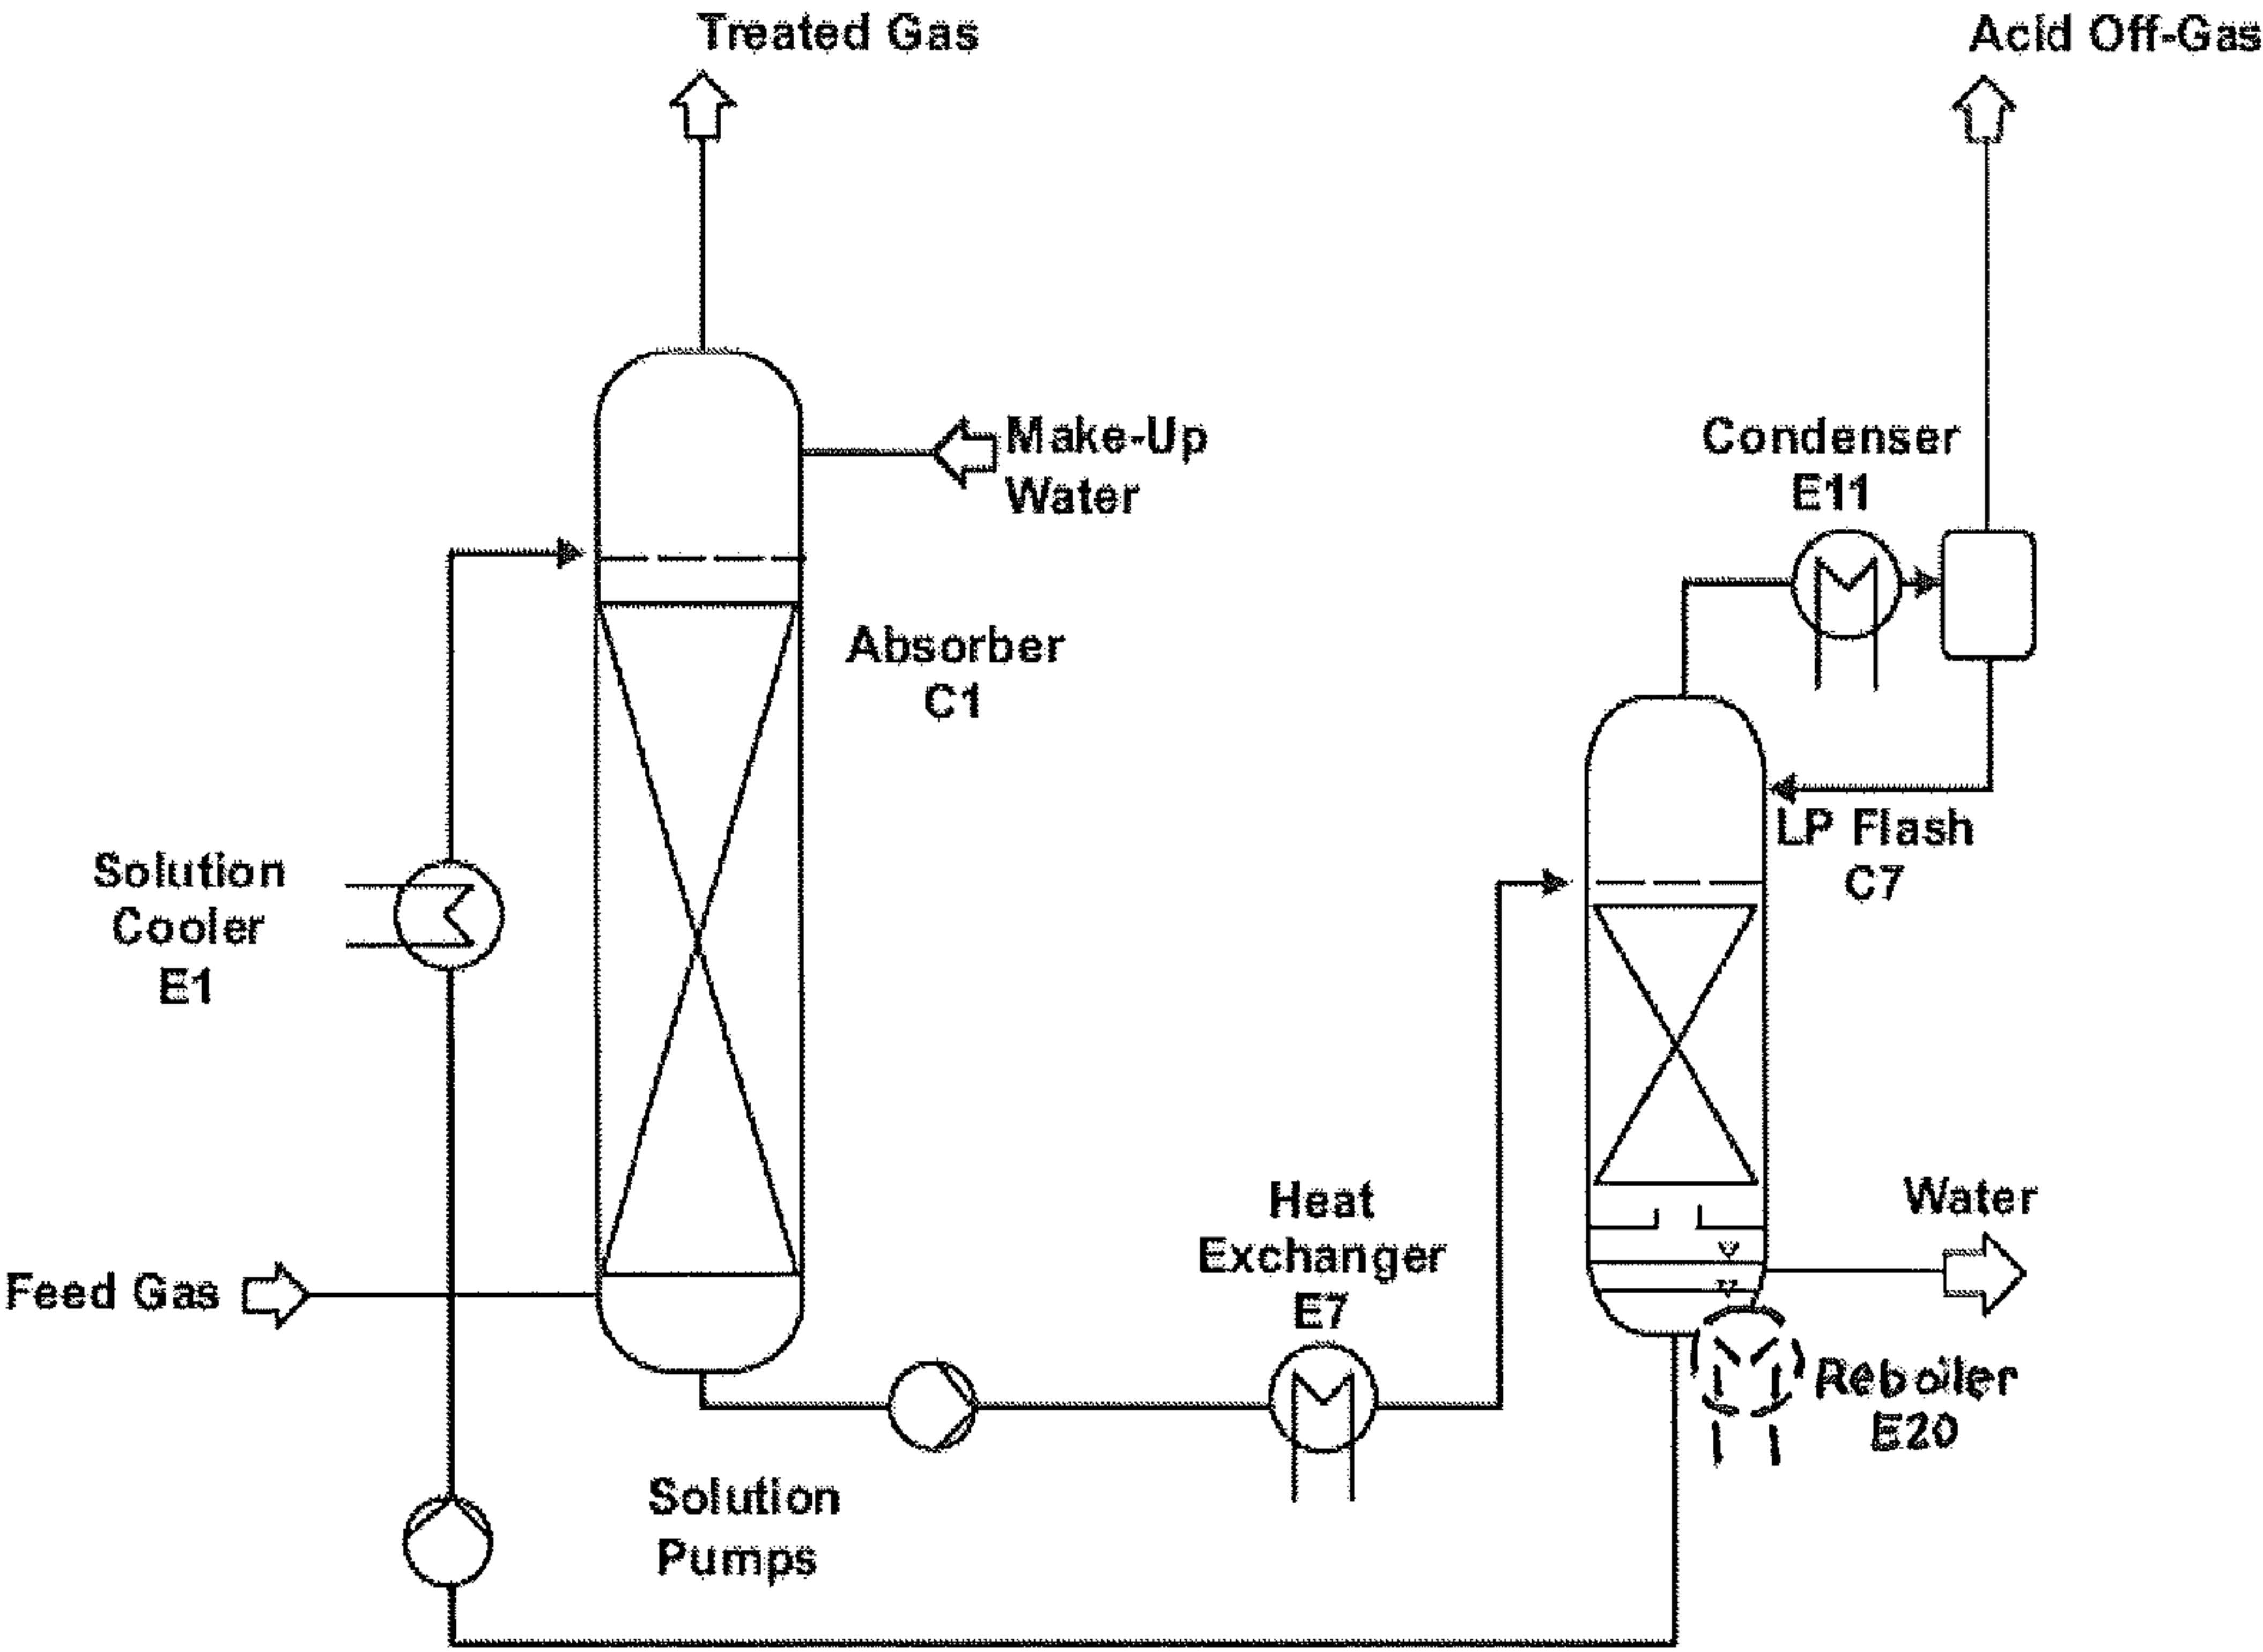 Treated Gas
Acid Off-Gas
Make-Up
Water
Condenser
E11
Absorber
C1
LP Flash
C7
Solution
Cooler
E1
Heat
Exchanger
E7
Water
Feed Gas
Reboiler
E20
Solution
Pumps